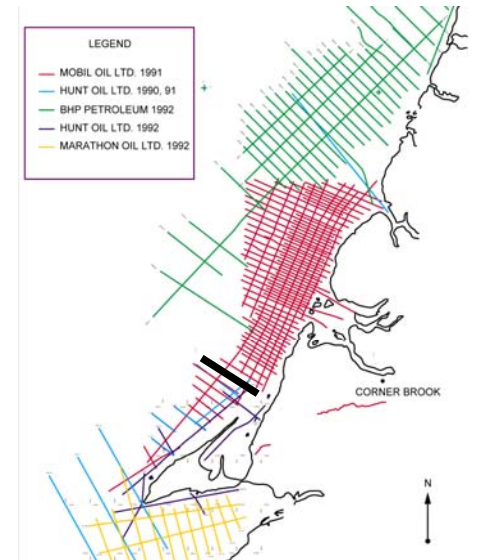 LEGEND
MOBIL OIL LTD. 1991
HUNT OIL LTD. 1990, 91
BHP PETROLEUM 1992
HUNT OIL LTD. 1992
MARATHON OIL LTD. 1992
CORNER BROOK
N